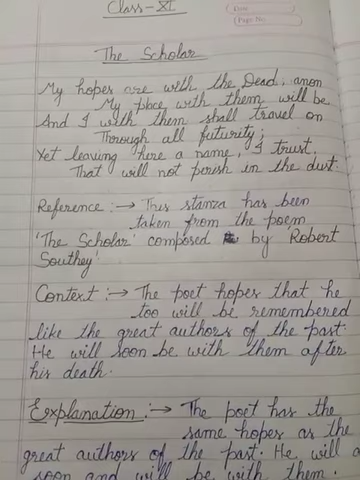 Class-XI
Page No.
The Scholar
My hopes are with the Dead, anon
My place with them will be
And I with them shall travel on
Through all futurity;
Yet leaving here a name, I trust,
That will not perish in the dust.
Reference:→ This stanza has been
taken from the poem
'The Scholar' composed by 'Robert
Southey'
Context:→ The poet hopes that he
too will be remembered
like the great authors of the past.
He will soon be with them after
his death.
Explanation:→ The poet has the
same hopes as the
great authors of the past. He will a
soon and will be with them.